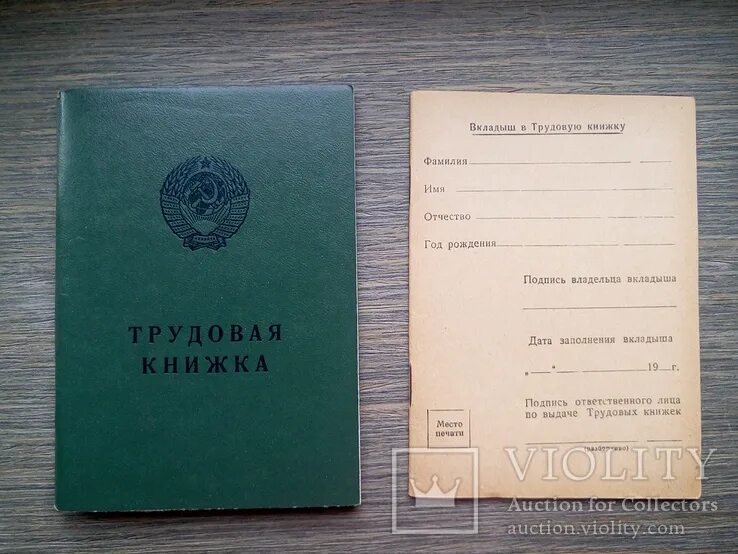 ТРУДОВАЯ
КНИЖКА
Вкладыш в Трудовую книжку
Фамилия
Имя
Отчество
Год рождения
Подпись владельца вкладыша
Дата заполнения вкладыша
„ “ 19 г.
Подпись ответственного лица
по выдаче Трудовых книжек
(разборчиво)
Место
печати
VIOLITY
Auction for Collectors
auction.violity.com